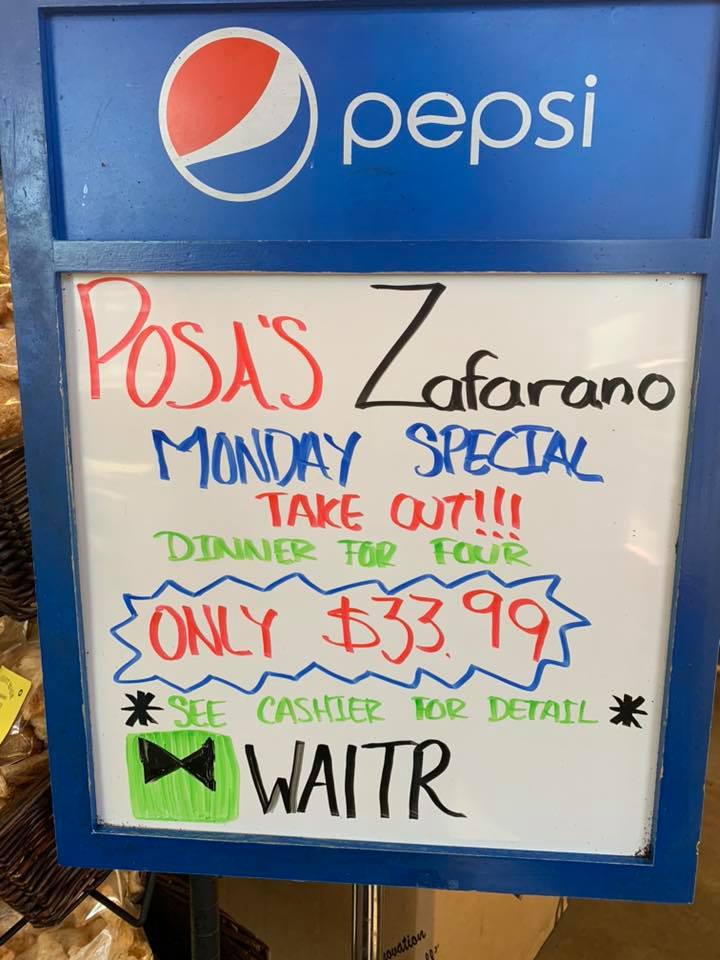 pepsi
POSA'S Zafarano
MONDAY SPECIAL
TAKE OUT!!!
DINNER FOR FOUR
ONLY $33.99
* SEE CASHIER FOR DETAIL *
WAITR